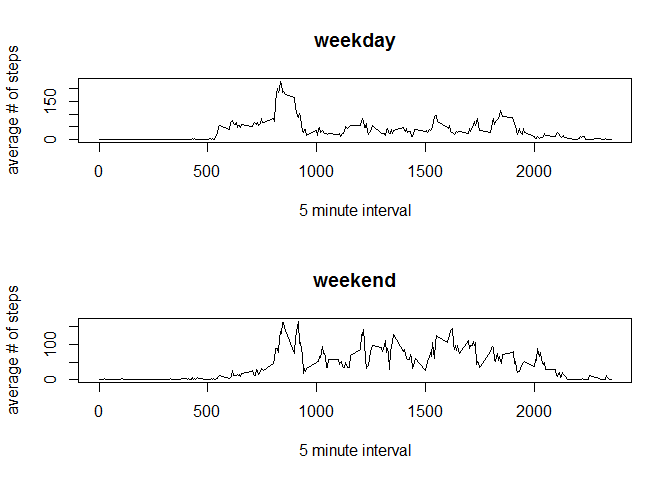 weekday
average # of steps
150
0
0 500 1000 1500 2000
5 minute interval
weekend
average # of steps
100
0
0 500 1000 1500 2000
5 minute interval